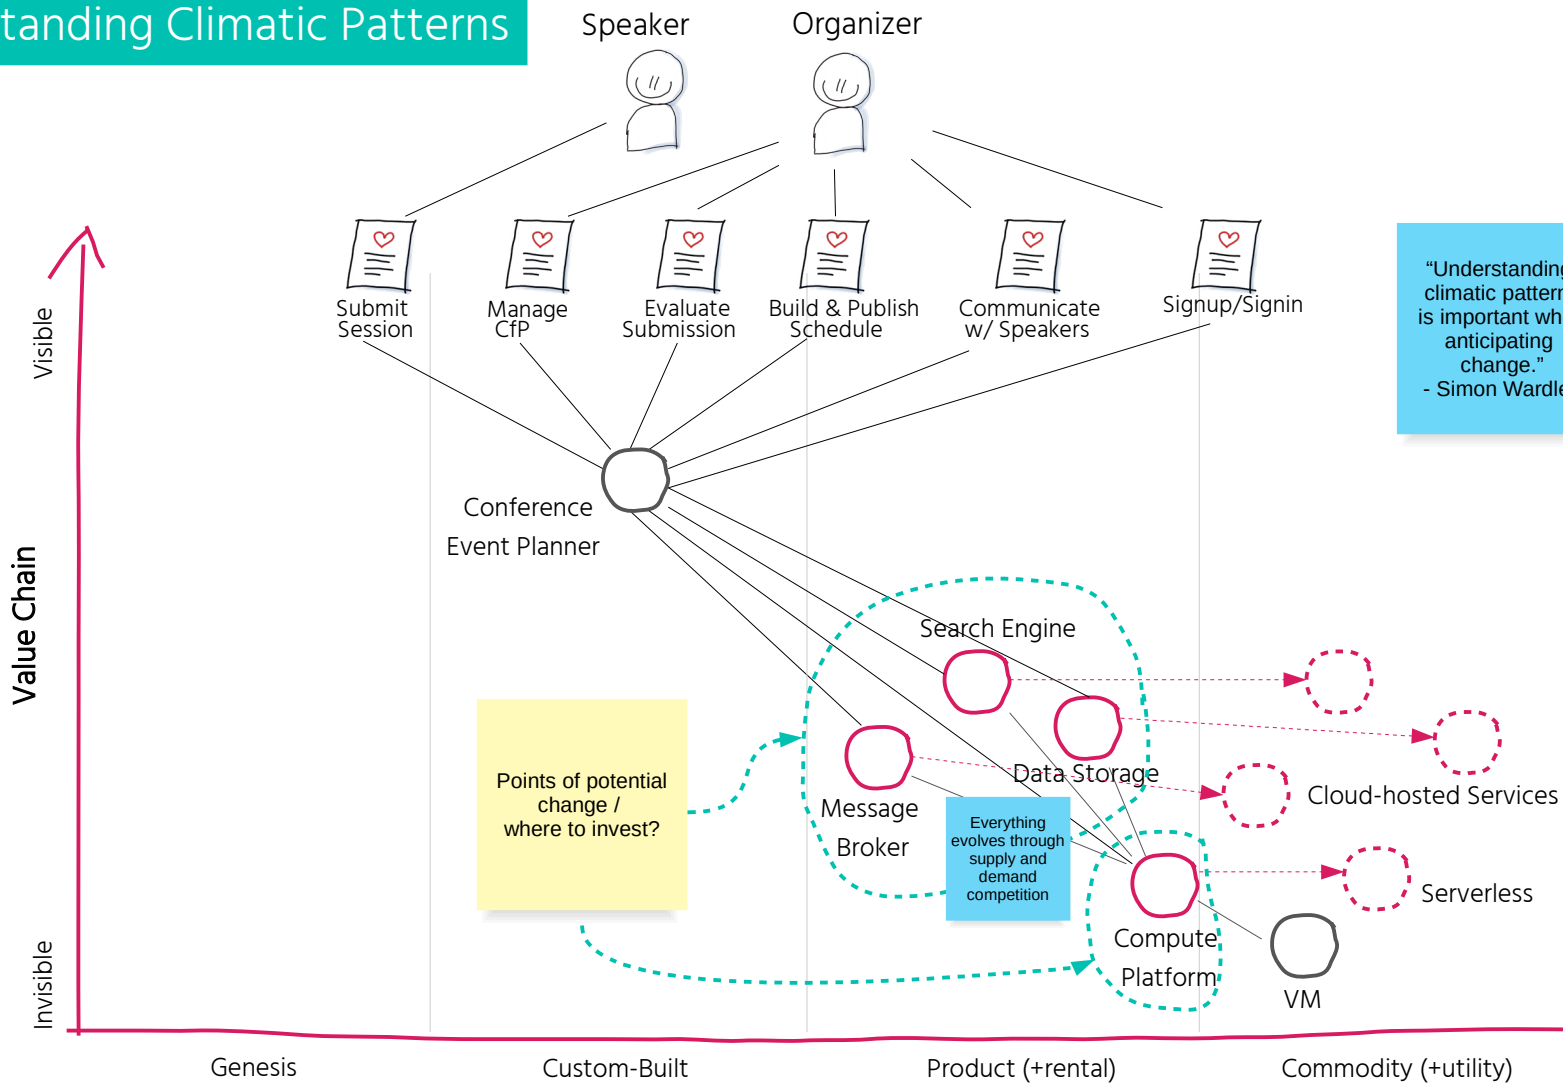 tanding Climatic Patterns
Speaker
Organizer
Submit
Session
Manage
CfP
Evaluate
Submission
Build & Publish
Schedule
Communicate
w/ Speakers
Signup/Signin
“Understanding
climatic pattern
is important wh
anticipating
change.”
- Simon Wardle
Visible
Value Chain
Invisible
Conference
Event Planner
Search Engine
Data Storage
Message
Broker
Cloud-hosted Services
Points of potential
change /
where to invest?
Everything
evolves through
supply and
demand
competition
Serverless
Compute
Platform
VM
Genesis
Custom-Built
Product (+rental)
Commodity (+utility)